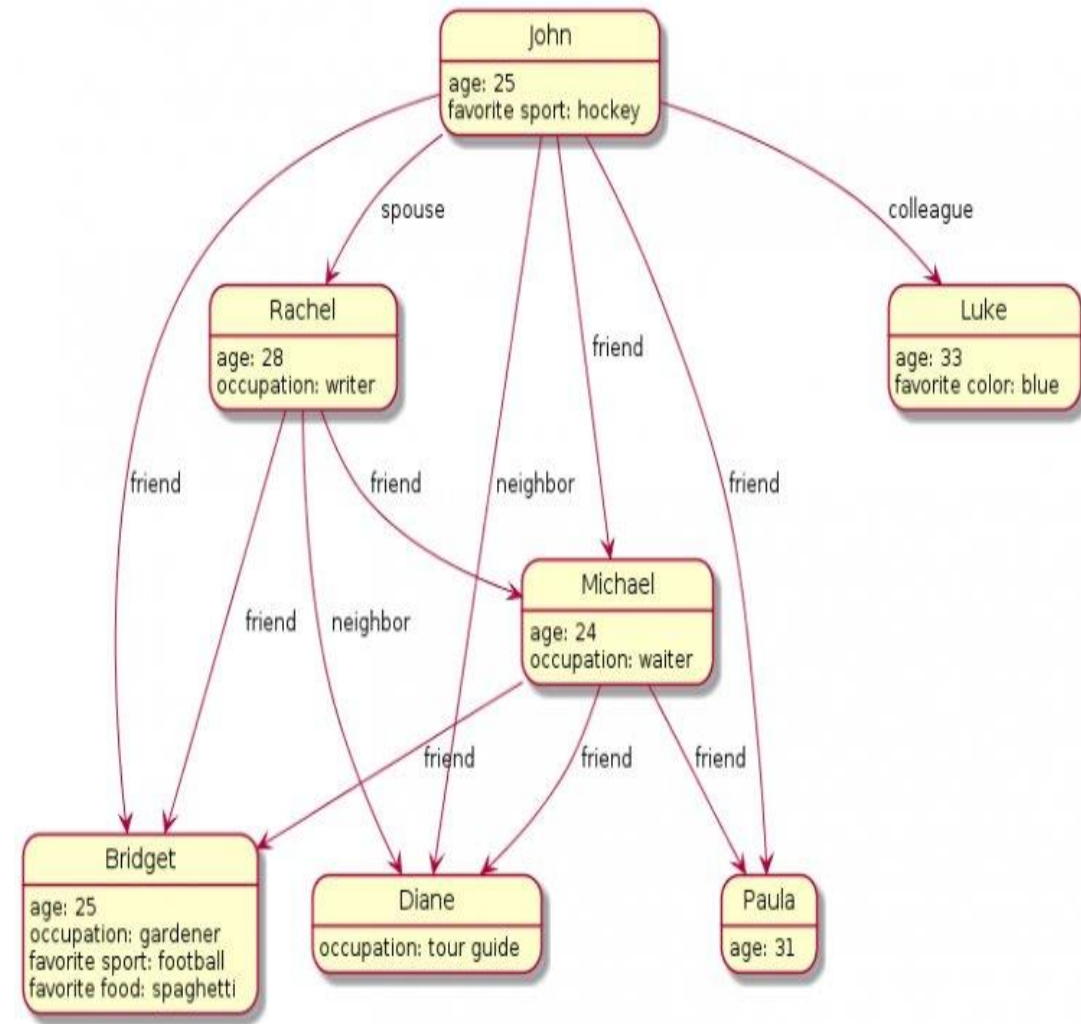 John
age: 25
favorite sport: hockey
spouse
colleague
Rachel
age: 28
occupation: writer
Luke
age: 33
favorite color: blue
friend
friend
friend
neighbor
friend
Michael
age: 24
occupation: waiter
friend
neighbor
friend
friend
friend
Bridget
age: 25
occupation: gardener
favorite sport: football
favorite food: spaghetti
Diane
occupation: tour guide
Paula
age: 31